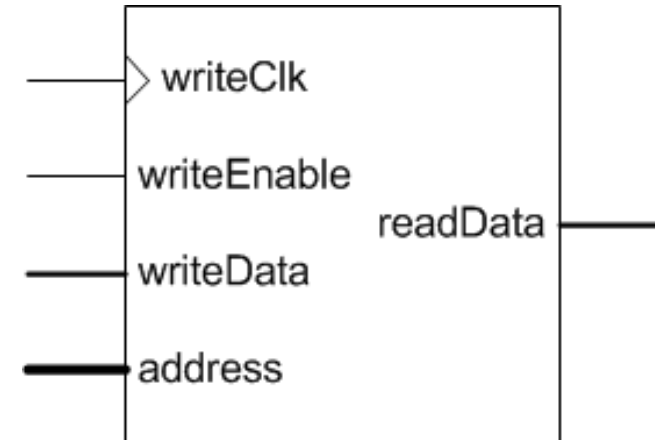 writeClk
writeEnable
readData
writeData
address